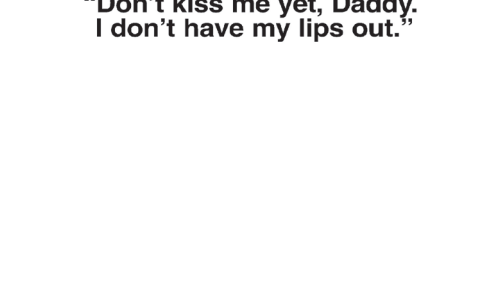 “Don’t kiss me yet, Daddy.
I don’t have my lips out.”